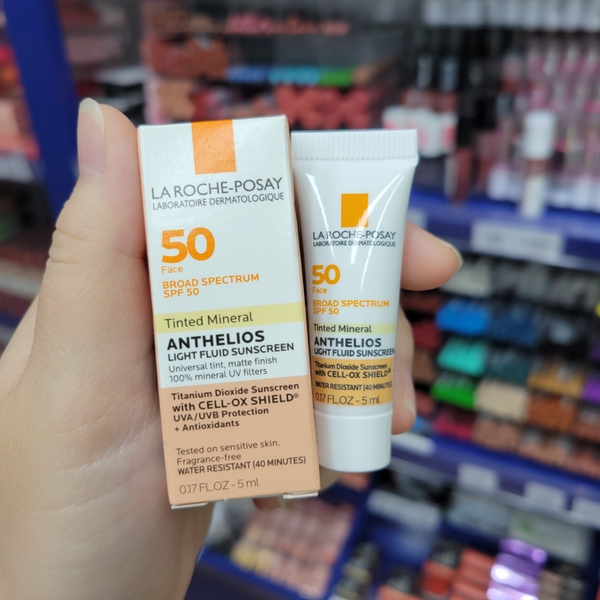 LA ROCHE-POSAY
LABORATOIRE DERMATOLOGIQUE
50
Face
BROAD SPECTRUM
SPF 50
Tinted Mineral
ANTHELIOS
LIGHT FLUID SUNSCREEN
Universal tint, matte finish
100% mineral UV filters
Titanium Dioxide Sunscreen
with CELL-OX SHIELD®
UVA/UVB Protection
+ Antioxidants
Tested on sensitive skin.
Fragrance-free
WATER RESISTANT (40 MINUTES)
0.17 FL.OZ - 5 ml
LA ROCHE-POSAY
LABORATOIRE DERMATOLOGIQUE
50
Face
BROAD SPECTRUM
SPF 50
Tinted Mineral
ANTHELIOS
LIGHT FLUID SUNSCREEN
Titanium Dioxide Sunscreen
with CELL-OX SHIELD®
WATER RESISTANT (40 MINUTES)
0.17 FL.OZ - 5 ml